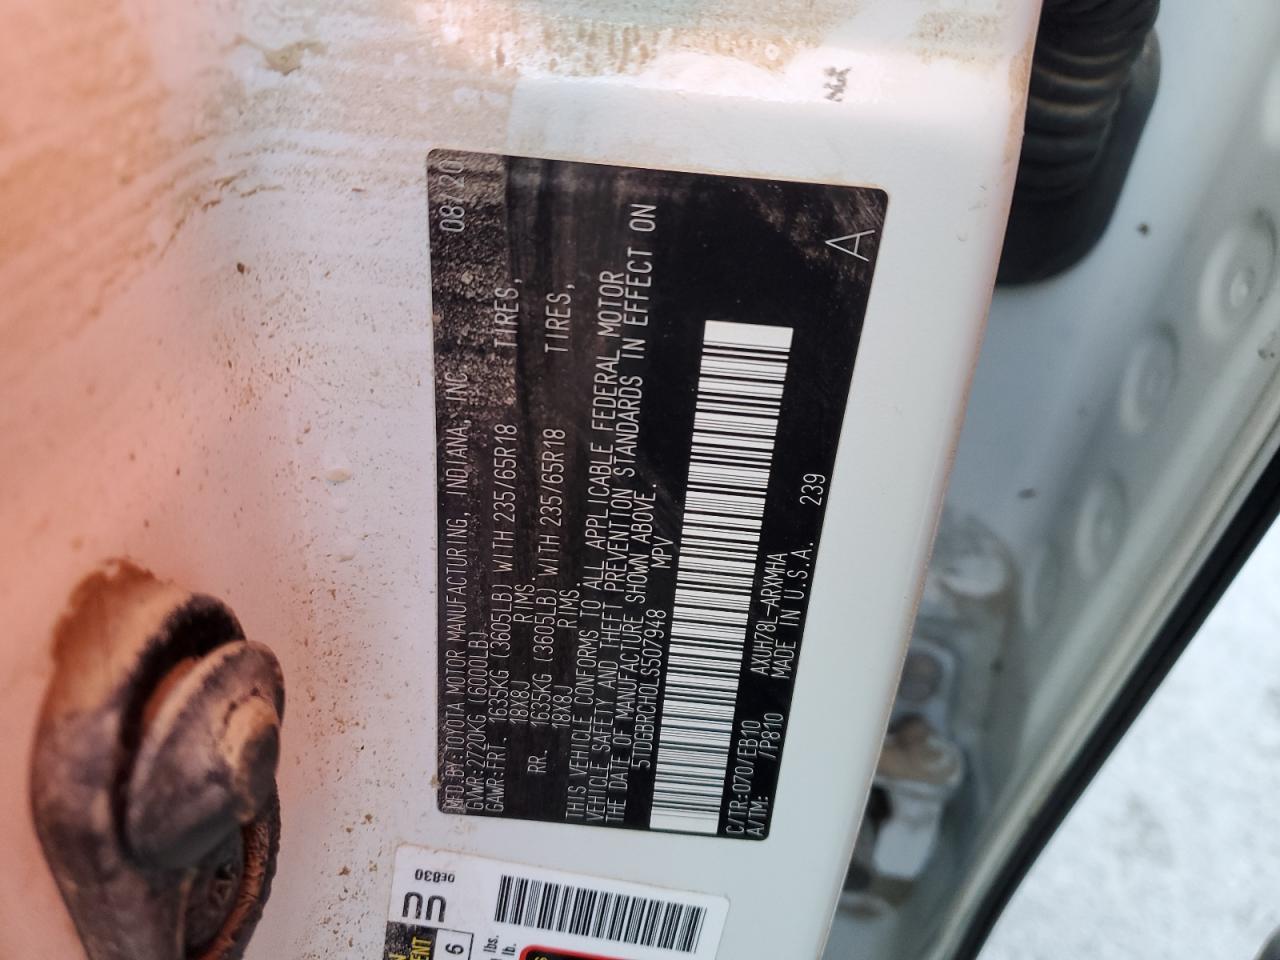 MFD BY:TOYOTA MOTOR MANUFACTURING, INDIANA, INC. 08/20
GVWR:2720KG (6000LB)
GAWR:FRT. 1635KG (3605LB) WITH 235/65R18 TIRES,
18X8J RIMS.
RR. 1635KG (3605LB) WITH 235/65R18 TIRES,
18X8J RIMS.
THIS VEHICLE CONFORMS TO ALL APPLICABLE FEDERAL MOTOR
VEHICLE SAFETY AND THEFT PREVENTION STANDARDS IN EFFECT ON
THE DATE OF MANUFACTURE SHOWN ABOVE.
5TDGBRCH0LS507948 MPV
C/TR:070/EB10 AXUH78L-ARXMHA
A/TM: /P810 MADE IN U.S.A. 239
A
0E830
6
lbs.
lb.